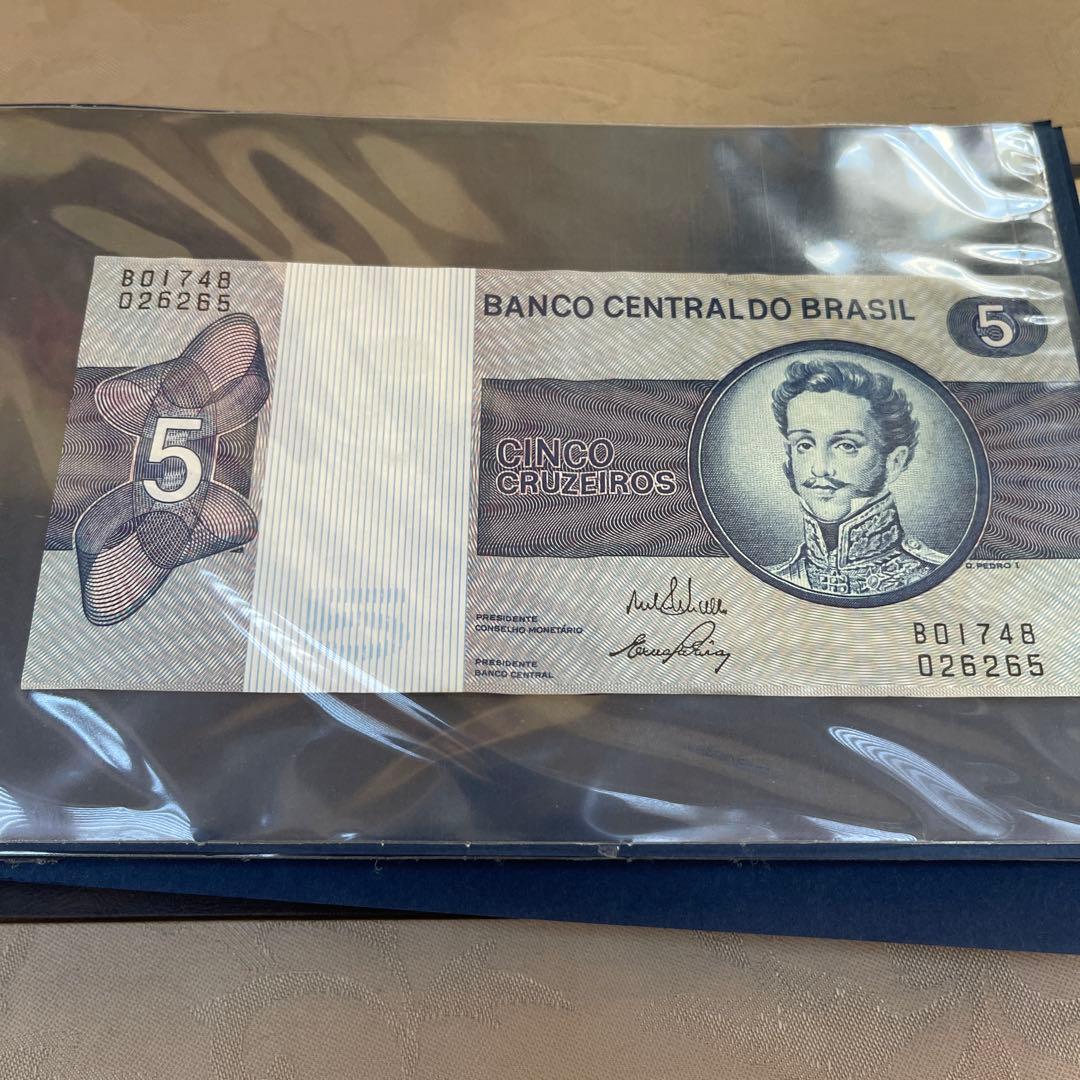 B01748
026265
BANCO CENTRAL DO BRASIL
5
5
CINCO
CRUZEIROS
D. PEDRO I
PRESIDENTE
CONSELHO MONETÁRIO
PRESIDENTE
BANCO CENTRAL
B01748
026265